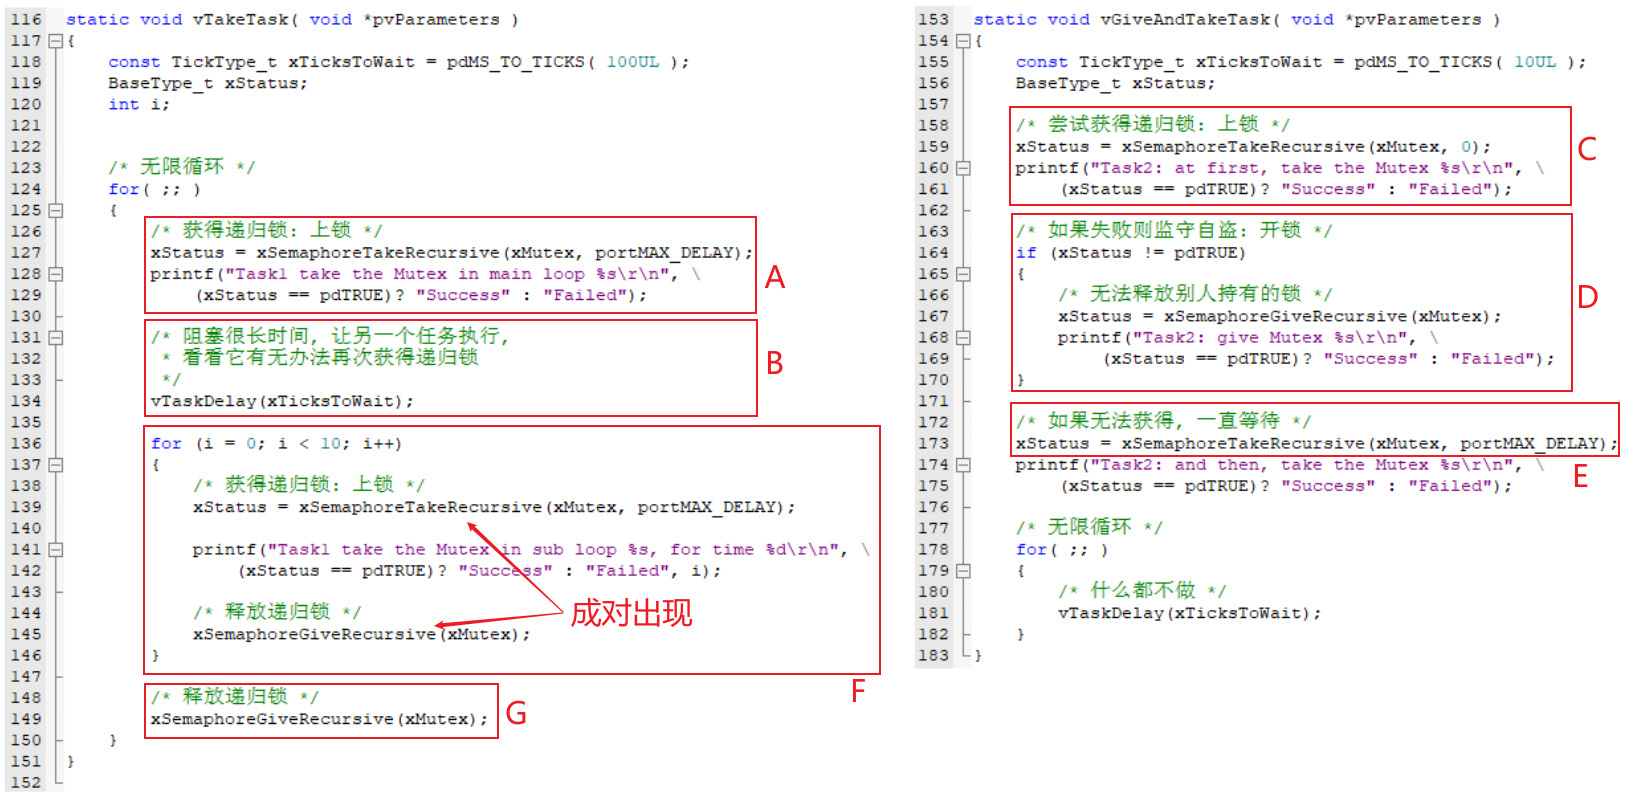 116 static void vTakeTask( void *pvParameters )
117 {
118 const TickType_t xTicksToWait = pdMS_TO_TICKS( 100UL );
119 BaseType_t xStatus;
120 int i;
121
122
123 /* 无限循环 */
124 for( ;; )
125 {
126 /* 获得递归锁: 上锁 */
127 xStatus = xSemaphoreTakeRecursive(xMutex, portMAX_DELAY);
128 printf("Task1 take the Mutex in main loop %s\r\n", \
129 (xStatus == pdTRUE)? "Success" : "Failed");
130
A
131 /* 阻塞很长时间, 让另一个任务执行,
132 * 看看它有无办法再次获得递归锁
133 */
134 vTaskDelay(xTicksToWait);
135
B
136 for (i = 0; i < 10; i++)
137 {
138 /* 获得递归锁: 上锁 */
139 xStatus = xSemaphoreTakeRecursive(xMutex, portMAX_DELAY);
140
141 printf("Task1 take the Mutex in sub loop %s, for time %d\r\n", \
142 (xStatus == pdTRUE)? "Success" : "Failed", i);
143
144 /* 释放递归锁 */
145 xSemaphoreGiveRecursive(xMutex);
146 }
成对出现
F
147
148 /* 释放递归锁 */
149 xSemaphoreGiveRecursive(xMutex);
G
150 }
151 }
152
153 static void vGiveAndTakeTask( void *pvParameters )
154 {
155 const TickType_t xTicksToWait = pdMS_TO_TICKS( 10UL );
156 BaseType_t xStatus;
157
158 /* 尝试获得递归锁: 上锁 */
159 xStatus = xSemaphoreTakeRecursive(xMutex, 0);
160 printf("Task2: at first, take the Mutex %s\r\n", \
161 (xStatus == pdTRUE)? "Success" : "Failed");
C
162
163 /* 如果失败则监守自盗: 开锁 */
164 if (xStatus != pdTRUE)
165 {
166 /* 无法释放别人持有的锁 */
167 xStatus = xSemaphoreGiveRecursive(xMutex);
168 printf("Task2: give Mutex %s\r\n", \
169 (xStatus == pdTRUE)? "Success" : "Failed");
170 }
D
171
172 /* 如果无法获得, 一直等待 */
173 xStatus = xSemaphoreTakeRecursive(xMutex, portMAX_DELAY);
174 printf("Task2: and then, take the Mutex %s\r\n", \
175 (xStatus == pdTRUE)? "Success" : "Failed");
E
176
177 /* 无限循环 */
178 for( ;; )
179 {
180 /* 什么都不做 */
181 vTaskDelay(xTicksToWait);
182 }
183 }